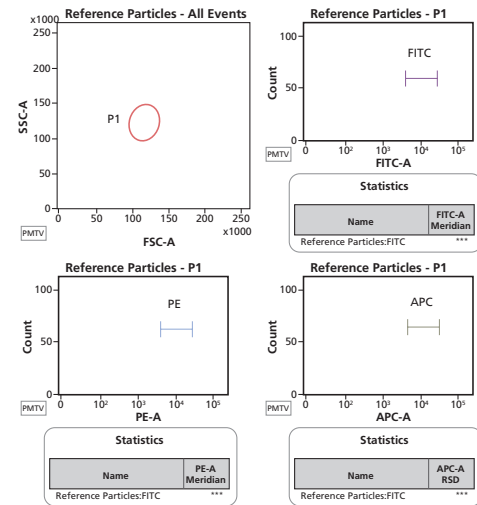 Reference Particles - All Events
x1000
250
200
150
100
50
0
SSC-A
P1
PMTV
0 50 100 150 200 250
x1000
FSC-A
Reference Particles - P1
100
50
0
Count
FITC
PMTV
0 10² 10³ 10⁴ 10⁵
FITC-A
Statistics
Name FITC-A Meridian
Reference Particles:FITC ***
Reference Particles - P1
100
50
0
Count
PE
PMTV
0 10² 10³ 10⁴ 10⁵
PE-A
Statistics
Name PE-A Meridian
Reference Particles:FITC ***
Reference Particles - P1
100
50
0
Count
APC
PMTV
0 10² 10³ 10⁴ 10⁵
APC-A
Statistics
Name APC-A RSD
Reference Particles:FITC ***